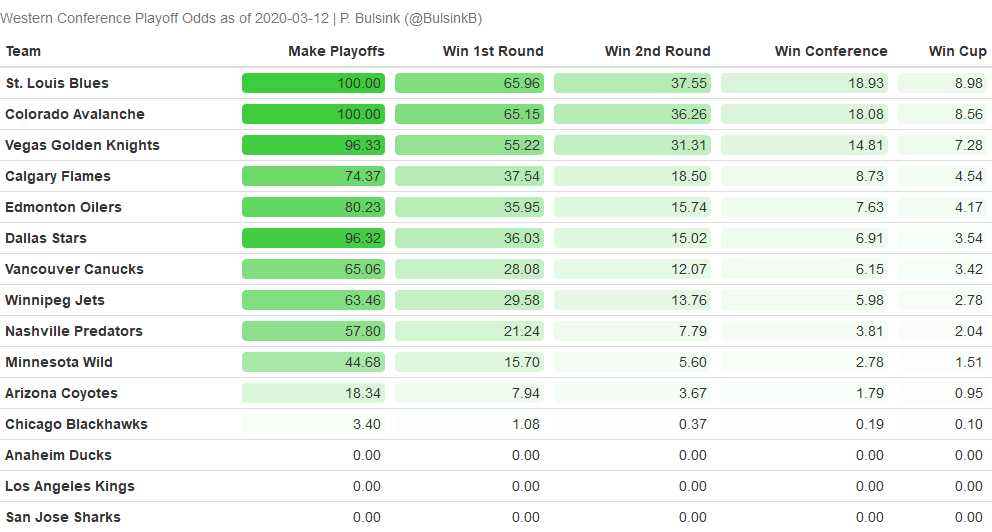 Western Conference Playoff Odds as of 2020-03-12 | P. Bulsink (@BulsinkB)
Team Make Playoffs Win 1st Round Win 2nd Round Win Conference Win Cup
St. Louis Blues 100.00 65.96 37.55 18.93 8.98
Colorado Avalanche 100.00 65.15 36.26 18.08 8.56
Vegas Golden Knights 96.33 55.22 31.31 14.81 7.28
Calgary Flames 74.37 37.54 18.50 8.73 4.54
Edmonton Oilers 80.23 35.95 15.74 7.63 4.17
Dallas Stars 96.32 36.03 15.02 6.91 3.54
Vancouver Canucks 65.06 28.08 12.07 6.15 3.42
Winnipeg Jets 63.46 29.58 13.76 5.98 2.78
Nashville Predators 57.80 21.24 7.79 3.81 2.04
Minnesota Wild 44.68 15.70 5.60 2.78 1.51
Arizona Coyotes 18.34 7.94 3.67 1.79 0.95
Chicago Blackhawks 3.40 1.08 0.37 0.19 0.10
Anaheim Ducks 0.00 0.00 0.00 0.00 0.00
Los Angeles Kings 0.00 0.00 0.00 0.00 0.00
San Jose Sharks 0.00 0.00 0.00 0.00 0.00